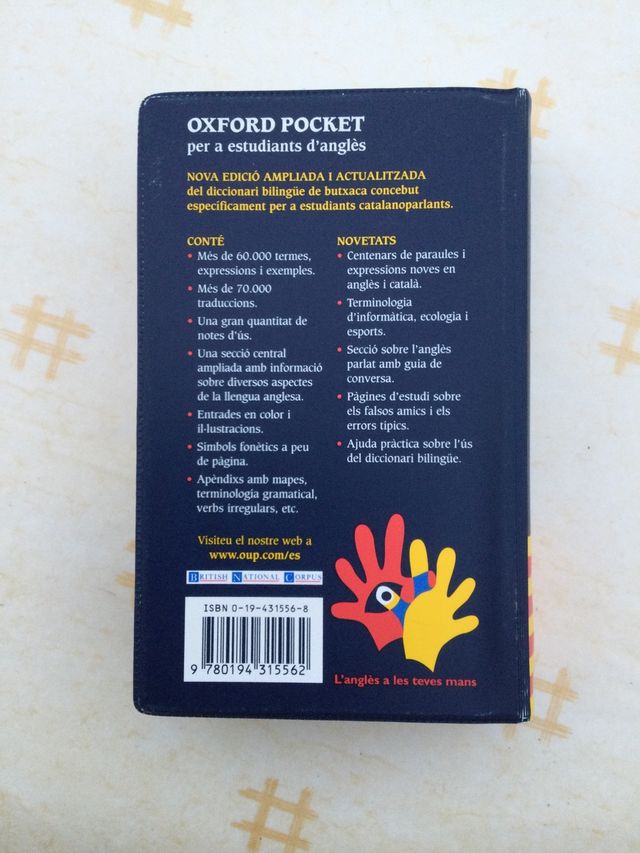 OXFORD POCKET
per a estudiants d'anglès
NOVA EDICIÓ AMPLIADA I ACTUALITZADA
del diccionari bilingüe de butxaca concebut
específicament per a estudiants catalanoparlants.
CONTÉ
• Més de 60.000 termes,
expressions i exemples.
• Més de 70.000
traduccions.
• Una gran quantitat de
notes d'ús.
• Una secció central
ampliada amb informació
sobre diversos aspectes
de la llengua anglesa.
• Entrades en color i
il·lustracions.
• Símbols fonètics a peu
de pàgina.
• Apèndixs amb mapes,
terminologia gramatical,
verbs irregulars, etc.
NOVETATS
• Centenars de paraules i
expressions noves en
anglès i català.
• Terminologia
d'informàtica, ecologia i
esports.
• Secció sobre l'anglès
parlat amb guia de
conversa.
• Pàgines d'estudi sobre
els falsos amics i els
errors típics.
• Ajuda pràctica sobre l'ús
del diccionari bilingüe.
Visiteu el nostre web a
www.oup.com/es
BRITISH NATIONAL CORPUS
ISBN 0-19-431556-8
9 780194 315562
L'anglès a les teves mans